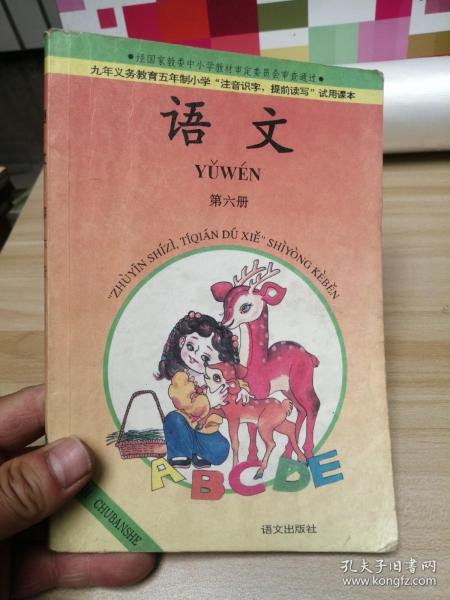 经国家教委中小学教材审定委员会审查通过
九年义务教育五年制小学“注音识字，提前读写”试用课本
语文
YǓWÉN
第六册
"ZHÙYĪN SHÍZÌ, TÍQIÁN DÚ XIĚ" SHÌYÒNG KÈBĚN
ABCDE
CHUBANSHE
语文出版社
孔夫子旧书网
www.kongfz.com